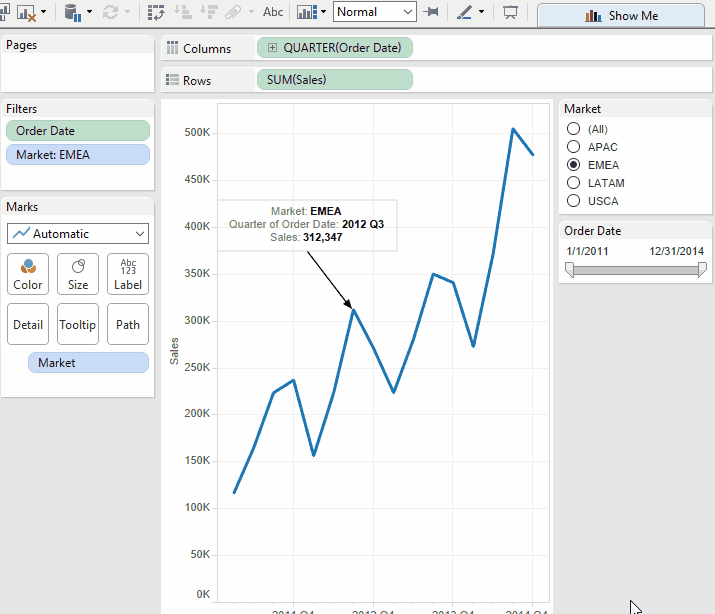 Abc
Normal
Show Me
Pages
Columns
QUARTER(Order Date)
Rows
SUM(Sales)
Filters
Order Date
Market: EMEA
Marks
Automatic
Abc
123
Color
Size
Label
Detail
Tooltip
Path
Market
Sales
500K
450K
400K
350K
300K
250K
200K
150K
100K
50K
0K
Market: EMEA
Quarter of Order Date: 2012 Q3
Sales: 312,347
2011 Q4
2012 Q4
2013 Q4
2014 Q4
Market
(All)
APAC
EMEA
LATAM
USCA
Order Date
1/1/2011
12/31/2014